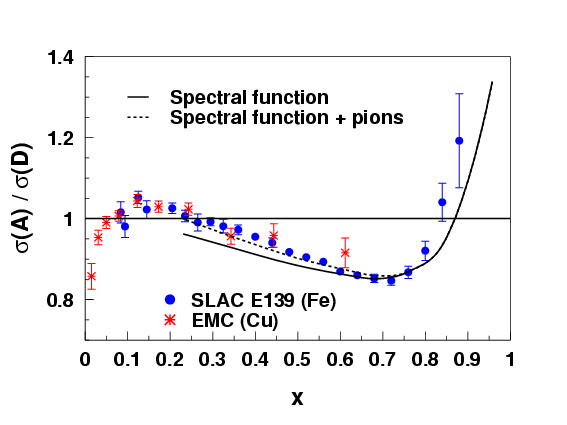 1.4
1.2
1
0.8
σ(A) / σ(D)
Spectral function
Spectral function + pions
SLAC E139 (Fe)
EMC (Cu)
0 0.1 0.2 0.3 0.4 0.5 0.6 0.7 0.8 0.9 1
x